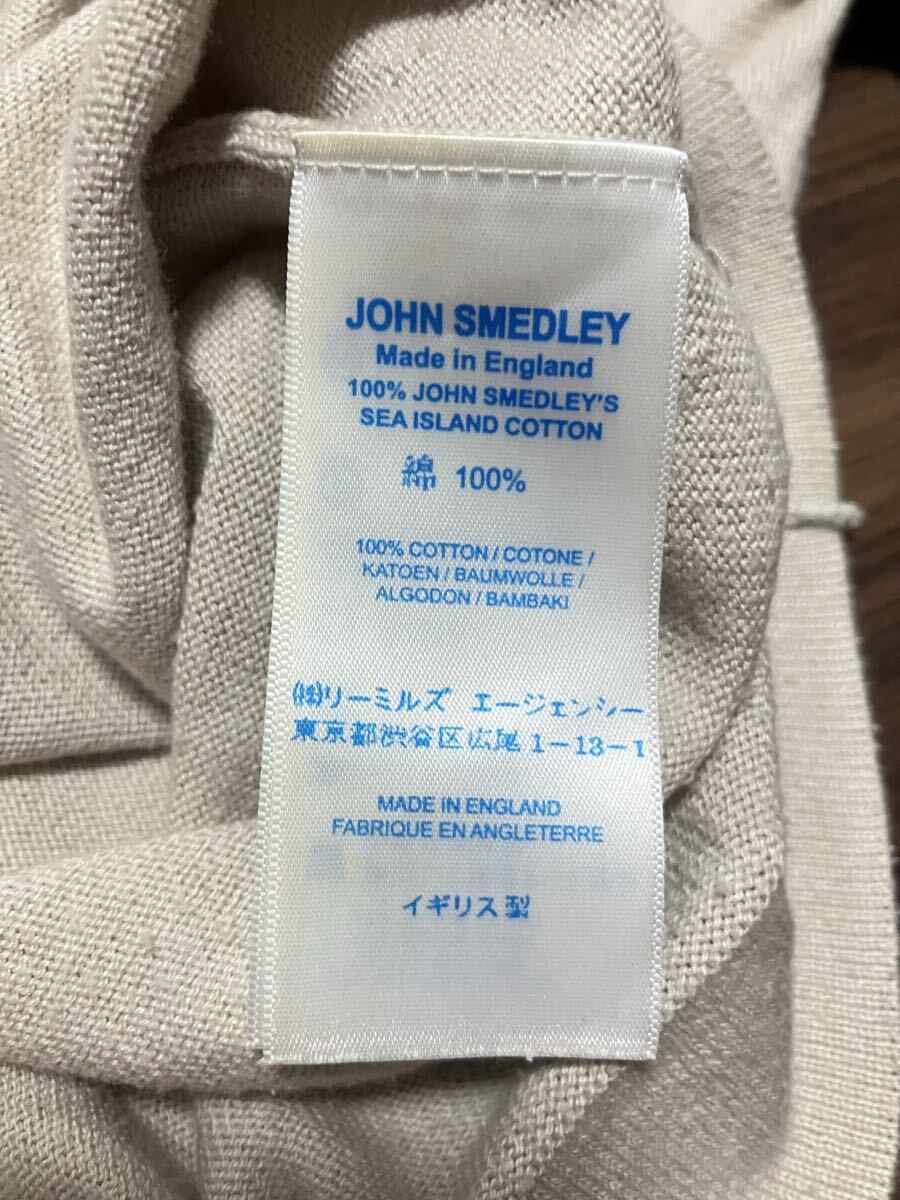 JOHN SMEDLEY
Made in England
100% JOHN SMEDLEY'S
SEA ISLAND COTTON
綿 100%
100% COTTON / COTONE /
KATOEN / BAUMWOLLE /
ALGODON / BAMBAKI
㈱リーミルズ エージェンシー
東京都渋谷区広尾1-13-1
MADE IN ENGLAND
FABRIQUE EN ANGLETERRE
イギリス製